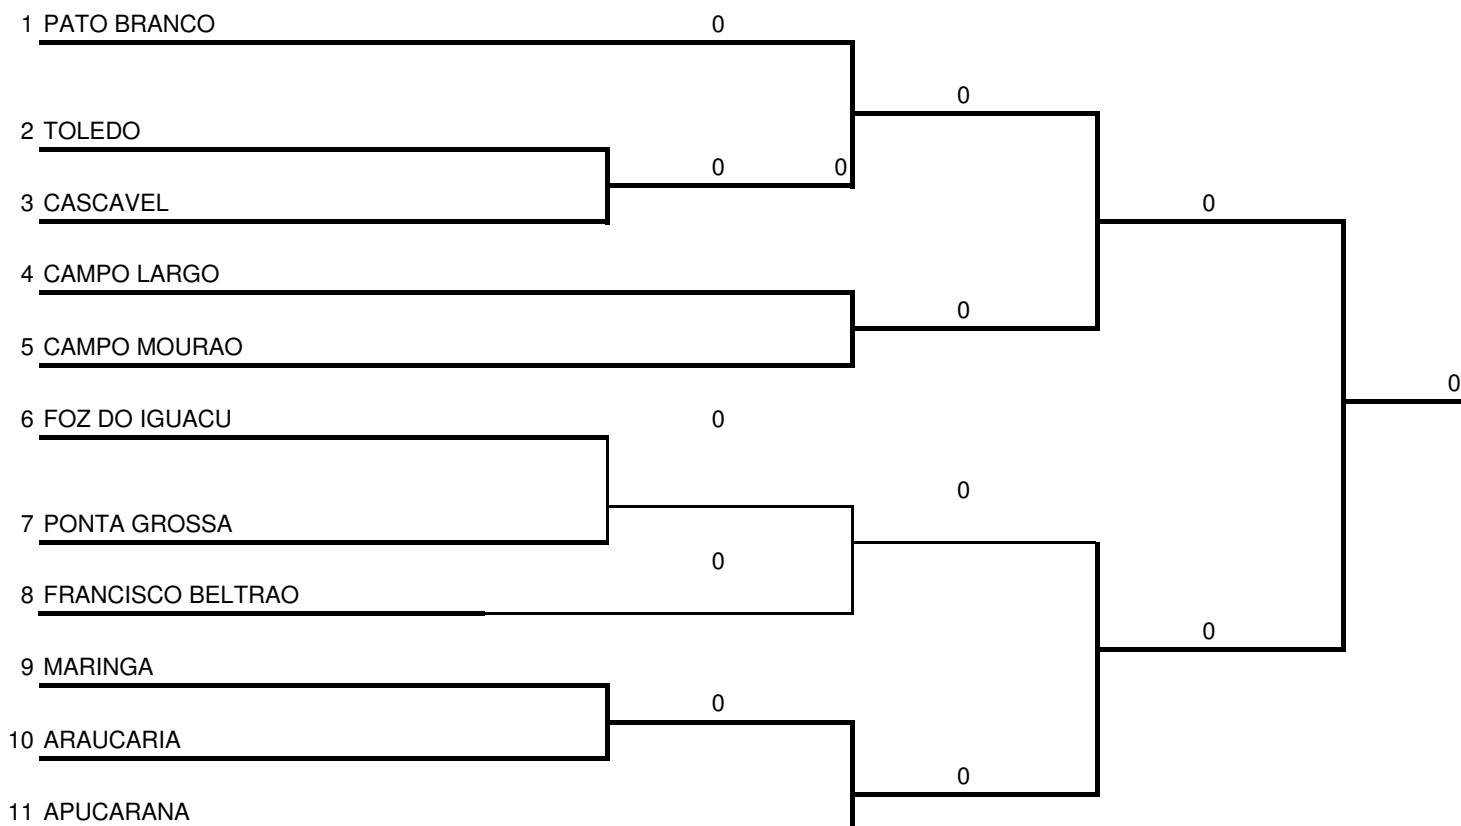 1 PATO BRANCO 0
0
2 TOLEDO
0 0
3 CASCAVEL 0
4 CAMPO LARGO
0
5 CAMPO MOURAO
0
6 FOZ DO IGUACU 0
0
7 PONTA GROSSA
0
8 FRANCISCO BELTRAO
0
9 MARINGA
0
10 ARAUCARIA
0
11 APUCARANA